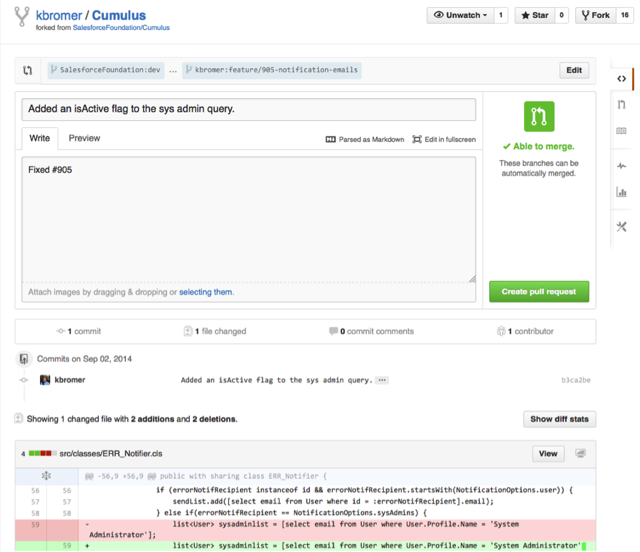 kbromer / Cumulus
forked from SalesforceFoundation/Cumulus
Unwatch 1
Star 0
Fork 16
SalesforceFoundation:dev ... kbromer:feature/905-notification-emails
Edit
Added an isActive flag to the sys admin query.
Write Preview
Parsed as Markdown Edit in fullscreen
Fixed #905
Attach images by dragging & dropping or selecting them.
Able to merge.
These branches can be
automatically merged.
Create pull request
1 commit 1 file changed 0 commit comments 1 contributor
Commits on Sep 02, 2014
kbromer Added an isActive flag to the sys admin query. ... b3ca2be
Showing 1 changed file with 2 additions and 2 deletions.
Show diff stats
4 src/classes/ERR_Notifier.cls View
@@ -56,9 +56,9 @@ public with sharing class ERR_Notifier {
56 56 if (errorNotifRecipient instanceof id && errorNotifRecipient.startsWith(NotificationOptions.user)) {
57 57 sendList.add([select email from User where id = :errorNotifRecipient].email);
58 58 } else if(errorNotifRecipient == NotificationOptions.sysAdmins) {
59 - list<User> sysadminlist = [select email from User where User.Profile.Name = 'System
Administrator'];
59 + list<User> sysadminlist = [select email from User where User.Profile.Name = 'System Administrator'